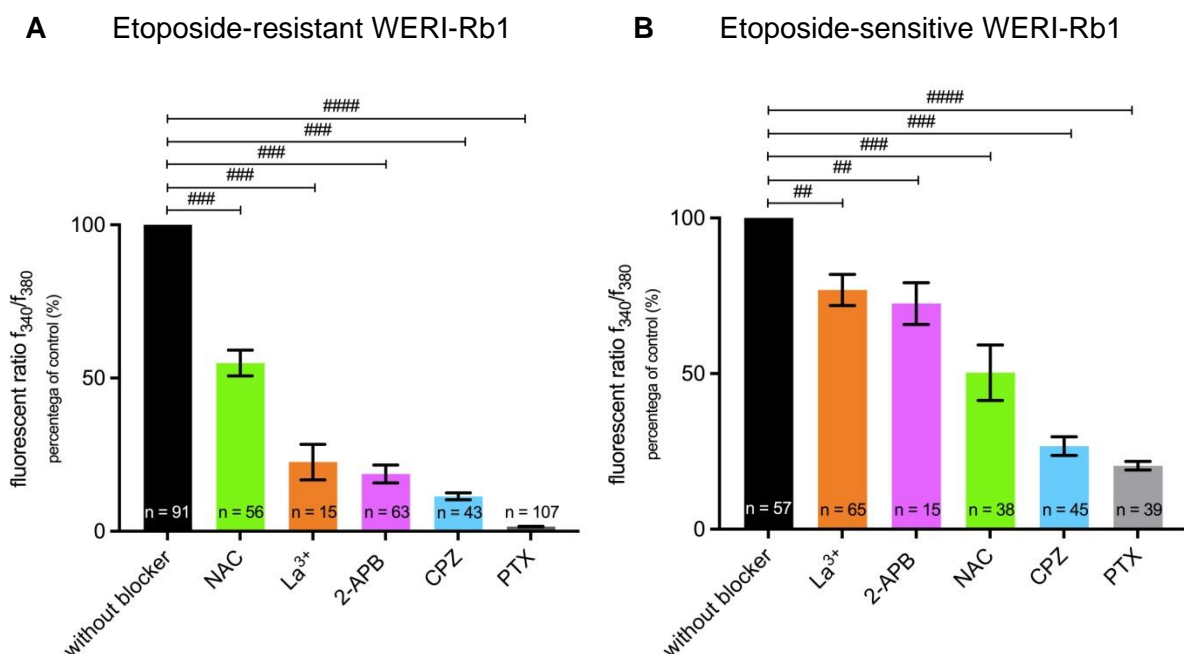 A Etoposide-resistant WERI-Rb1
####
###
###
###
###
fluorescent ratio f340/f380
percentega of control (%)
100
50
0
n = 91
n = 56
n = 15
n = 63
n = 43
n = 107
without blocker
NAC
La3+
2-APB
CPZ
PTX
B Etoposide-sensitive WERI-Rb1
####
###
###
##
##
fluorescent ratio f340/f380
percentega of control (%)
100
50
0
n = 57
n = 65
n = 15
n = 38
n = 45
n = 39
without blocker
La3+
2-APB
NAC
CPZ
PTX